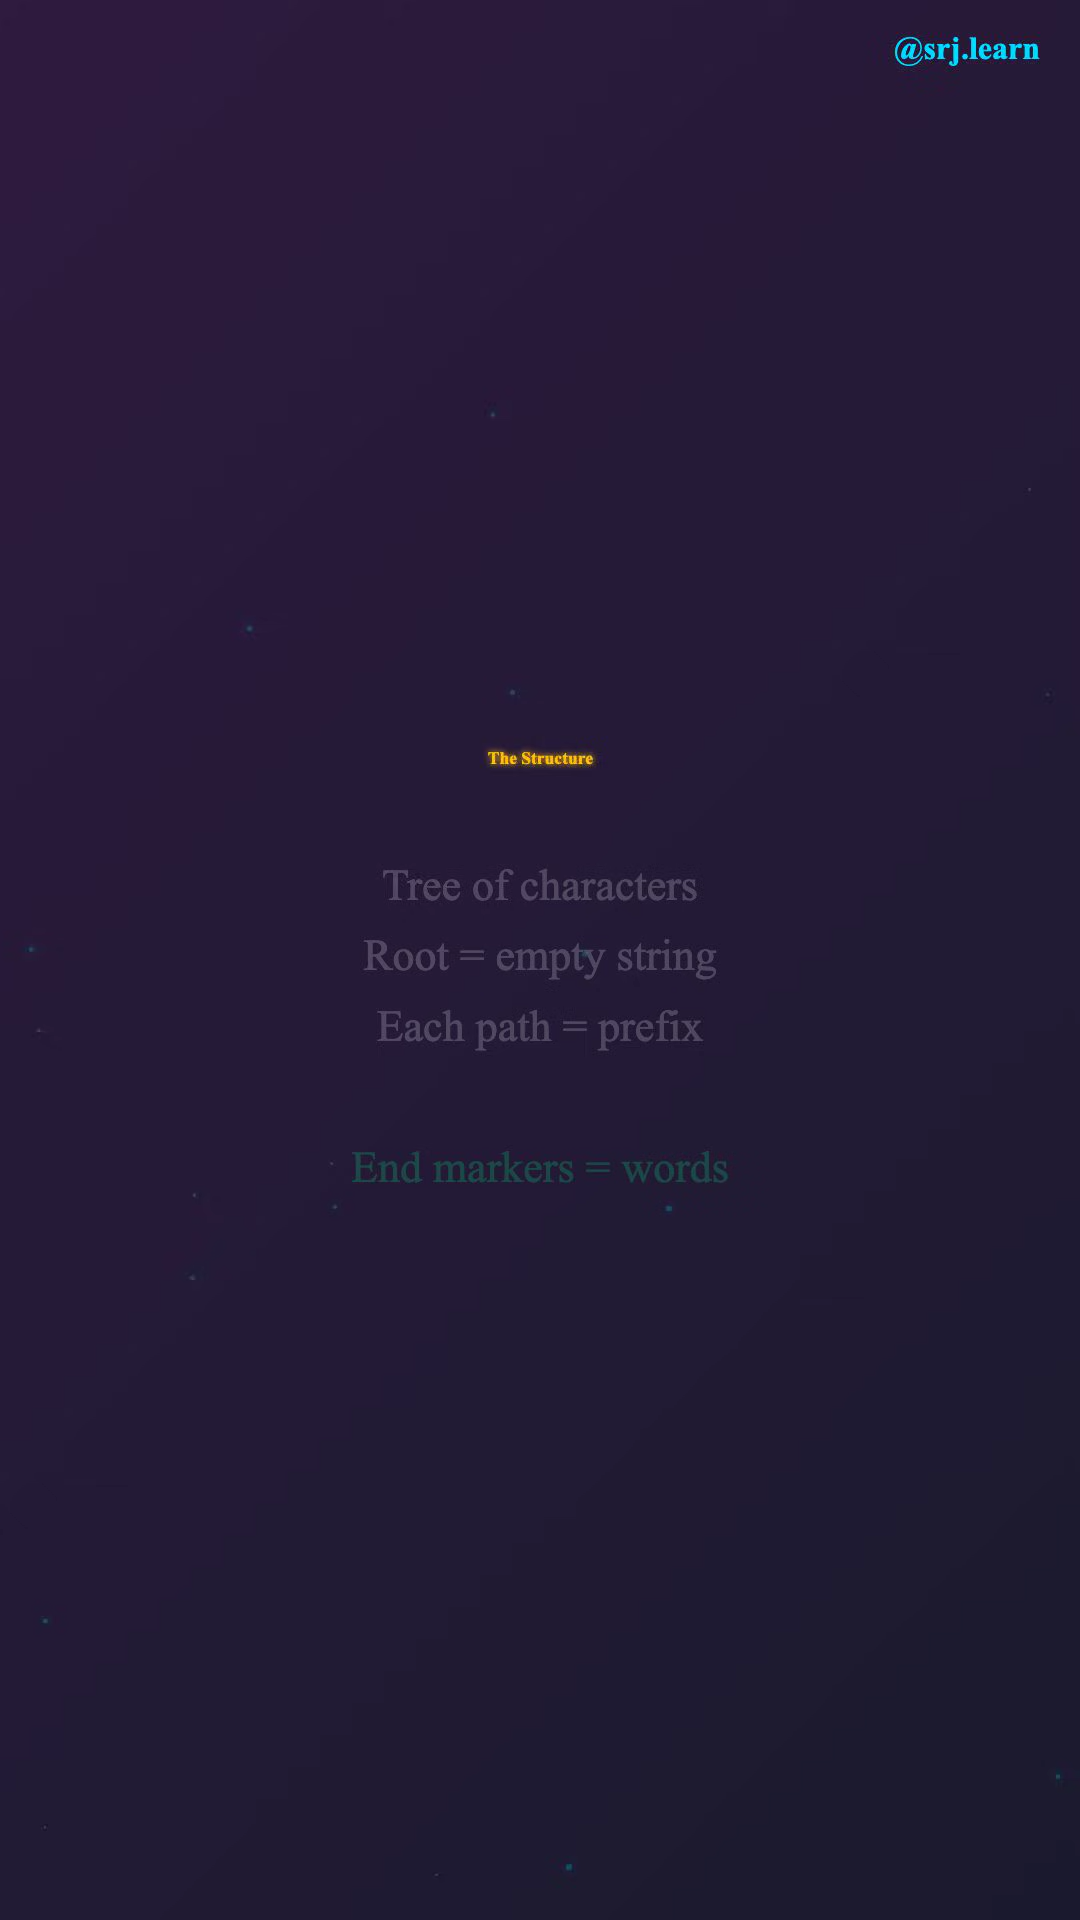 @srj.learn
The Structure
Tree of characters
Root = empty string
Each path = prefix
End markers = words